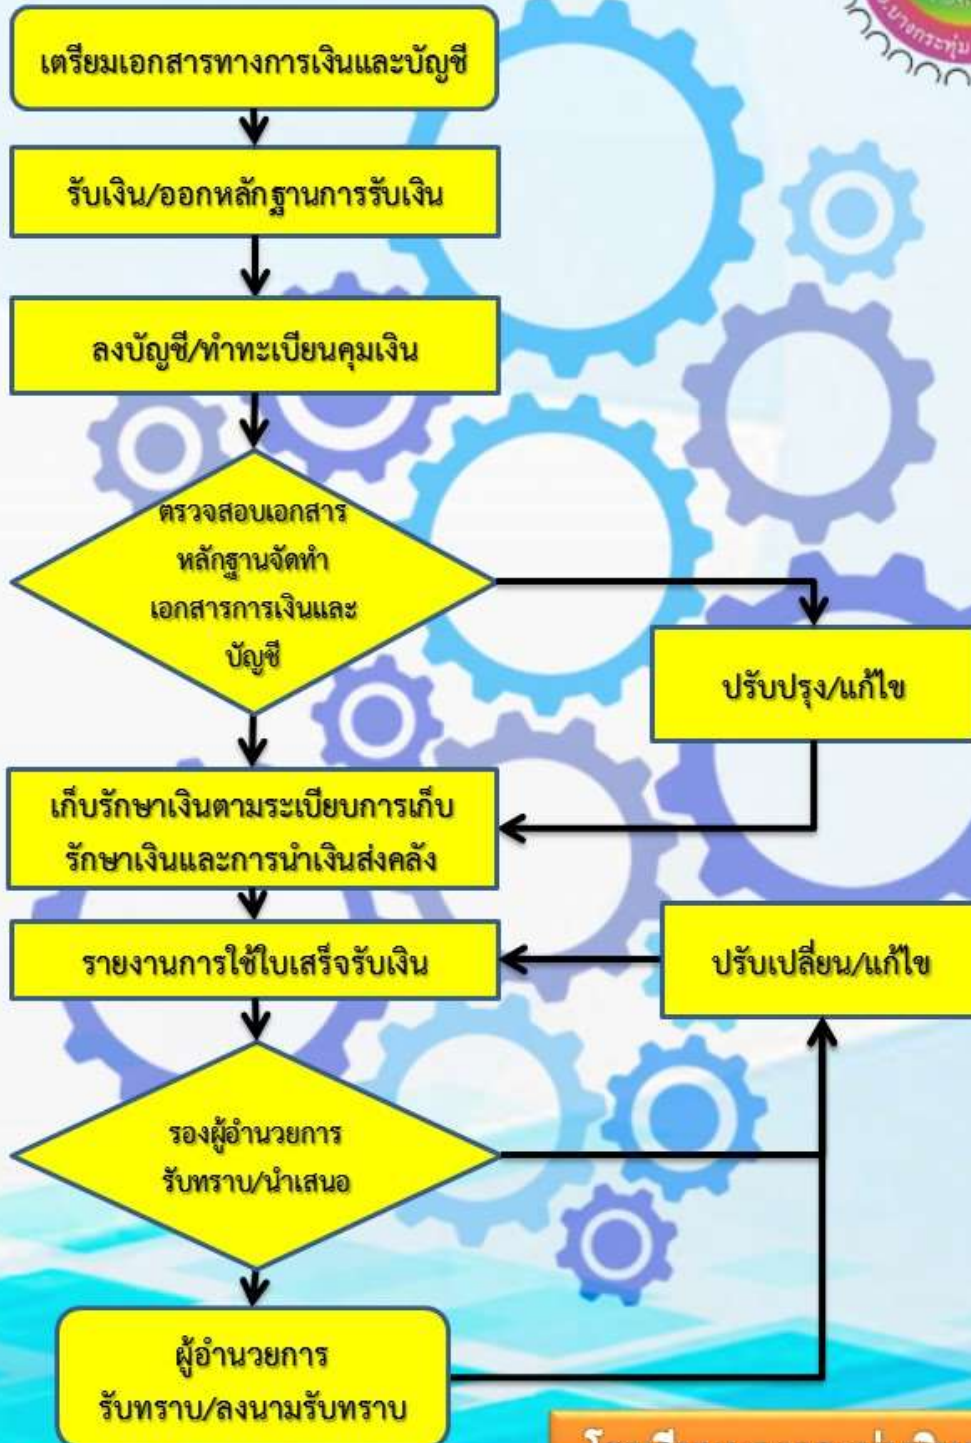 อ.บางกระทุ่ม
เตรียมเอกสารทางการเงินและบัญชี
รับเงิน/ออกหลักฐานการรับเงิน
ลงบัญชี/ทำทะเบียนคุมเงิน
ตรวจสอบเอกสาร
หลักฐานจัดทำ
เอกสารการเงินและ
บัญชี
ปรับปรุง/แก้ไข
เก็บรักษาเงินตามระเบียบการเก็บ
รักษาเงินและการนำเงินส่งคลัง
รายงานการใช้ใบเสร็จรับเงิน
ปรับเปลี่ยน/แก้ไข
รองผู้อำนวยการ
รับทราบ/นำเสนอ
ผู้อำนวยการ
รับทราบ/ลงนามรับทราบ